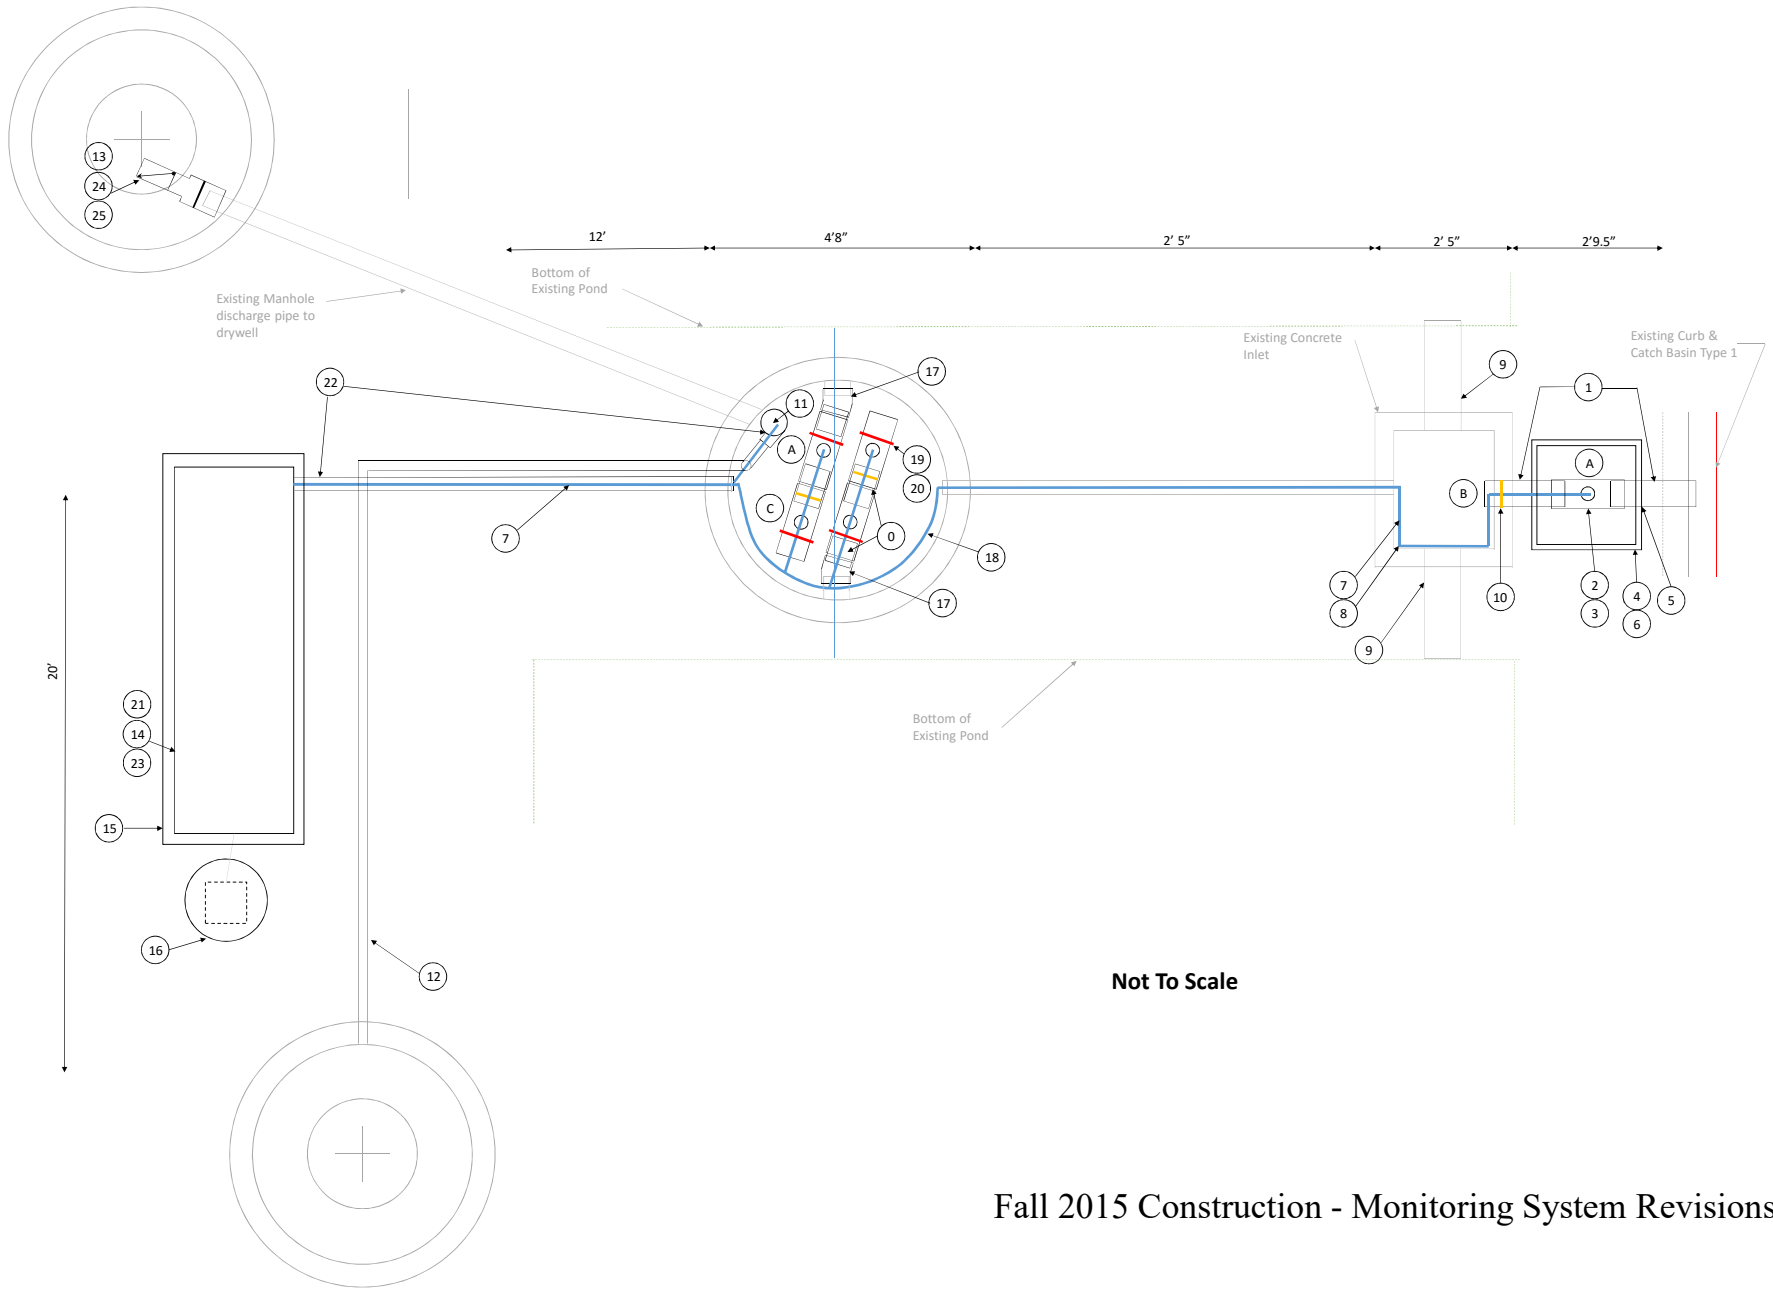 13
24
25
12'
4'8"
2' 5"
2' 5"
2'9.5"
Bottom of
Existing Pond
Existing Manhole
discharge pipe to
drywell
Existing Concrete
Inlet
Existing Curb &
Catch Basin Type 1
9
17
22
1
11
A
19
20
A
B
C
0
7
18
7
8
10
2
3
4
6
5
17
9
20'
21
14
23
Bottom of
Existing Pond
15
16
12
Not To Scale
Fall 2015 Construction - Monitoring System Revisions